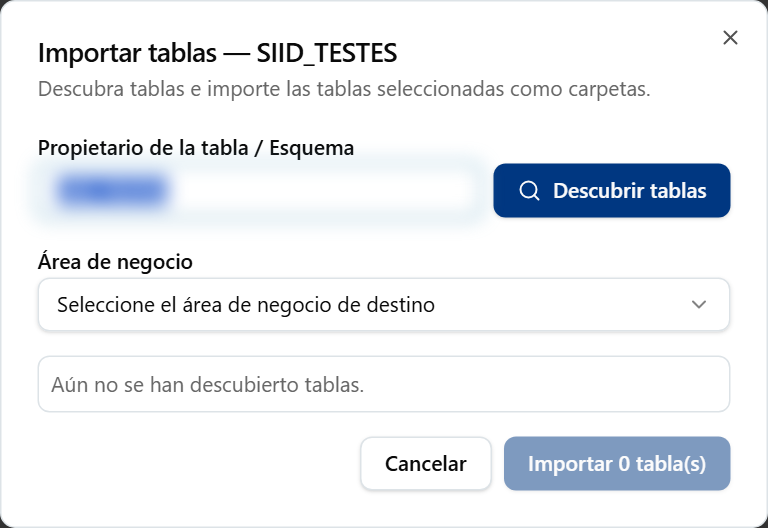 Importar tablas — SIID_TESTES
Descubra tablas e importe las tablas seleccionadas como carpetas.
Propietario de la tabla / Esquema
Descubrir tablas
Área de negocio
Seleccione el área de negocio de destino
Aún no se han descubierto tablas.
Cancelar
Importar 0 tabla(s)